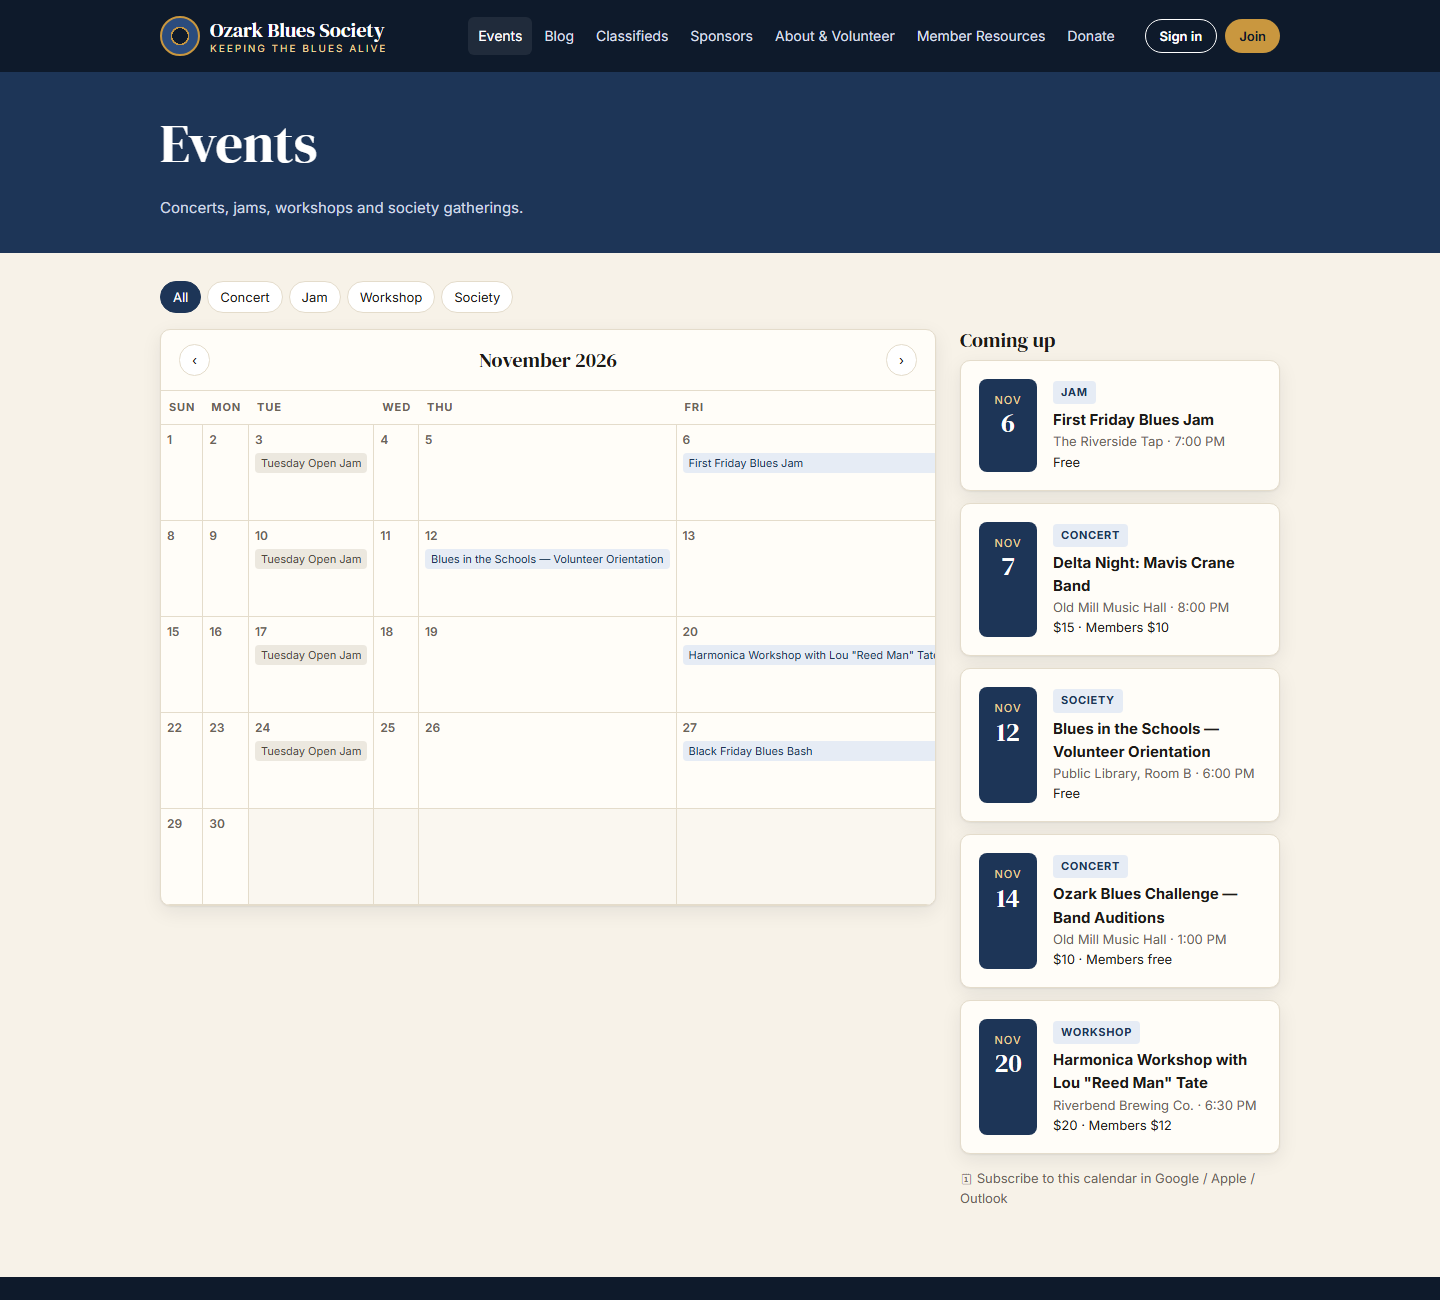 Ozark Blues Society
KEEPING THE BLUES ALIVE
Events Blog Classifieds Sponsors About & Volunteer Member Resources Donate Sign in Join
Events
Concerts, jams, workshops and society gatherings.
All Concert Jam Workshop Society
‹ November 2026 ›
SUN MON TUE WED THU FRI
1 2 3 4 5 6
Tuesday Open Jam First Friday Blues Jam
8 9 10 11 12 13
Tuesday Open Jam Blues in the Schools — Volunteer Orientation
15 16 17 18 19 20
Tuesday Open Jam Harmonica Workshop with Lou "Reed Man" Tate
22 23 24 25 26 27
Tuesday Open Jam Black Friday Blues Bash
29 30
Coming up
NOV
6
JAM
First Friday Blues Jam
The Riverside Tap · 7:00 PM
Free
NOV
7
CONCERT
Delta Night: Mavis Crane
Band
Old Mill Music Hall · 8:00 PM
$15 · Members $10
NOV
12
SOCIETY
Blues in the Schools —
Volunteer Orientation
Public Library, Room B · 6:00 PM
Free
NOV
14
CONCERT
Ozark Blues Challenge —
Band Auditions
Old Mill Music Hall · 1:00 PM
$10 · Members free
NOV
20
WORKSHOP
Harmonica Workshop with
Lou "Reed Man" Tate
Riverbend Brewing Co. · 6:30 PM
$20 · Members $12
Subscribe to this calendar in Google / Apple /
Outlook